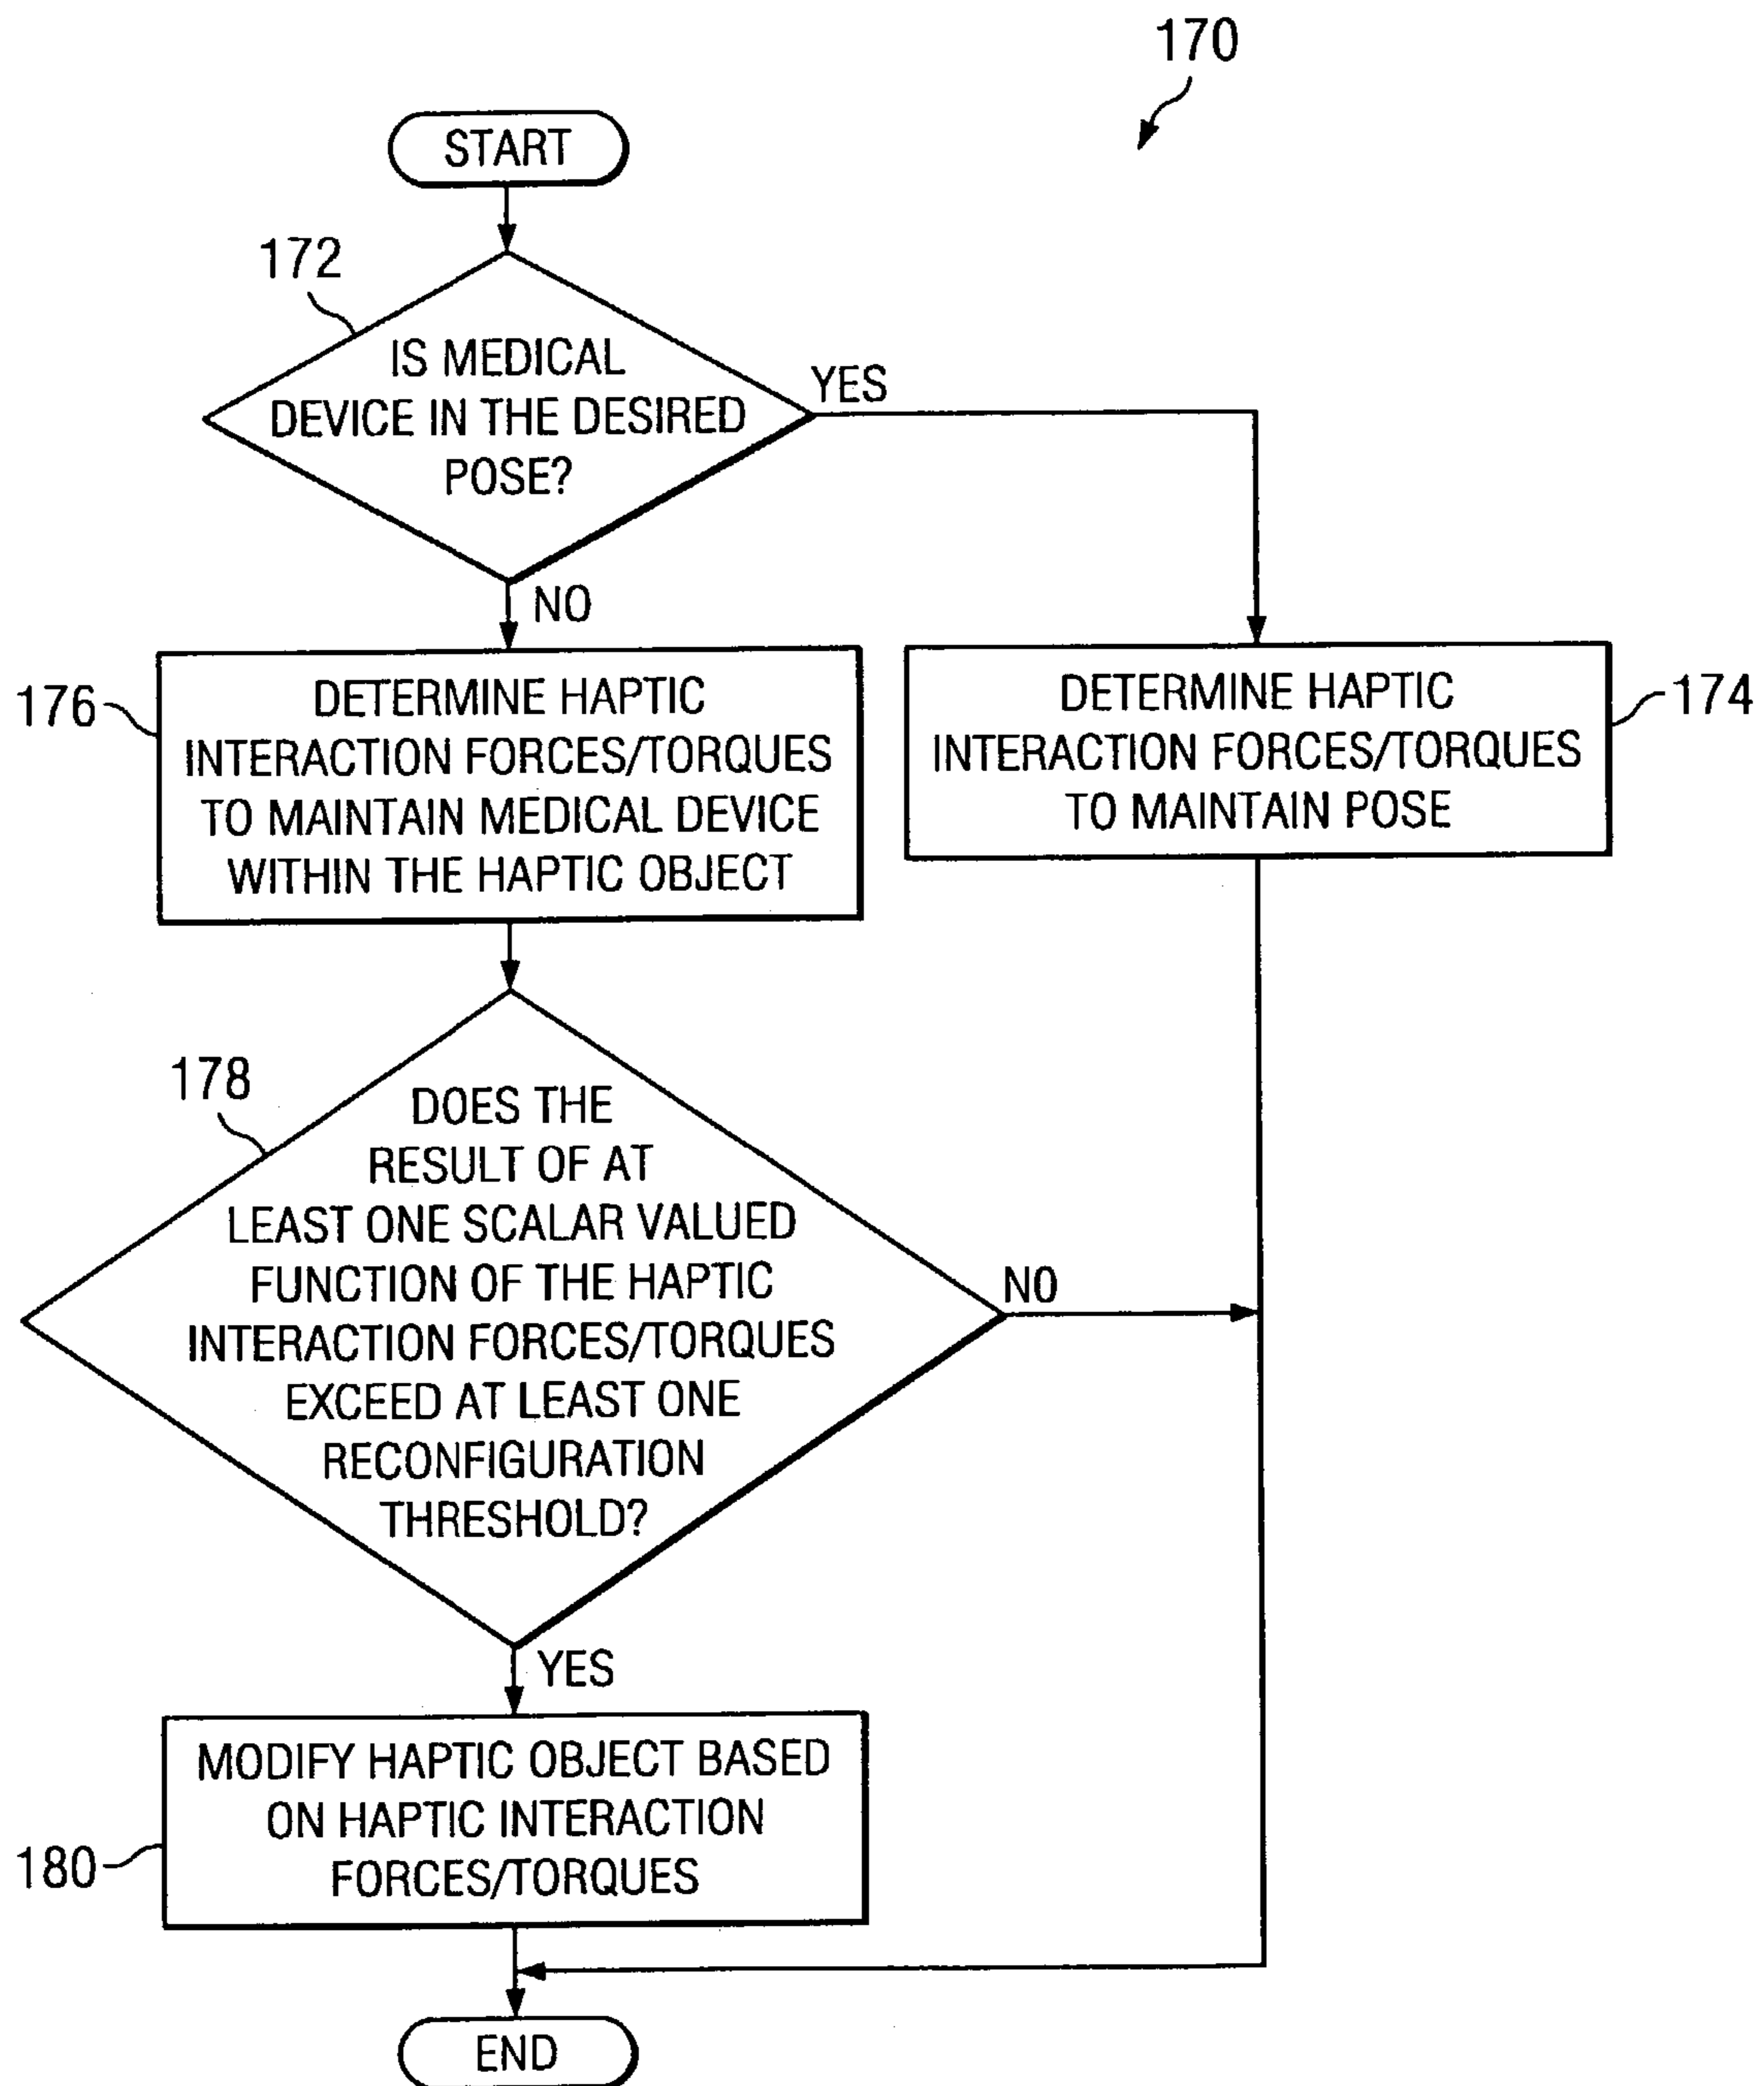 170
START
172
IS MEDICAL
DEVICE IN THE DESIRED
POSE?
YES
NO
176
DETERMINE HAPTIC
INTERACTION FORCES/TORQUES
TO MAINTAIN MEDICAL DEVICE
WITHIN THE HAPTIC OBJECT
DETERMINE HAPTIC
INTERACTION FORCES/TORQUES
TO MAINTAIN POSE
174
178
DOES THE
RESULT OF AT
LEAST ONE SCALAR VALUED
FUNCTION OF THE HAPTIC
INTERACTION FORCES/TORQUES
EXCEED AT LEAST ONE
RECONFIGURATION
THRESHOLD?
NO
YES
MODIFY HAPTIC OBJECT BASED
ON HAPTIC INTERACTION
FORCES/TORQUES
180
END